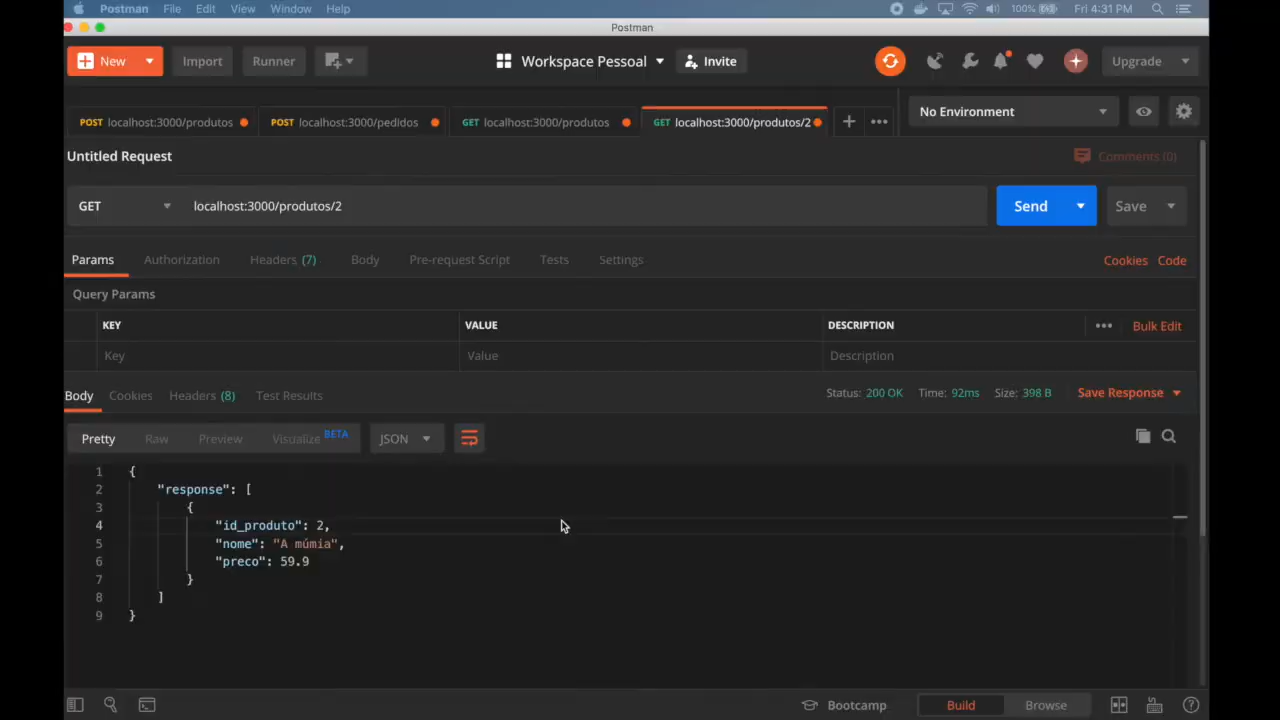 Postman File Edit View Window Help 100% Fri 4:31 PM
Postman
New Import Runner Workspace Pessoal Invite Upgrade
POST localhost:3000/produtos POST localhost:3000/pedidos GET localhost:3000/produtos GET localhost:3000/produtos/2 No Environment
Untitled Request Comments (0)
GET localhost:3000/produtos/2 Send Save
Params Authorization Headers (7) Body Pre-request Script Tests Settings Cookies Code
Query Params
KEY VALUE DESCRIPTION Bulk Edit
Key Value Description
Body Cookies Headers (8) Test Results Status: 200 OK Time: 92ms Size: 398 B Save Response
Pretty Raw Preview Visualize BETA JSON
1 {
2 "response": [
3 {
4 "id_produto": 2,
5 "nome": "A múmia",
6 "preco": 59.9
7 }
8 ]
9 }
Bootcamp Build Browse